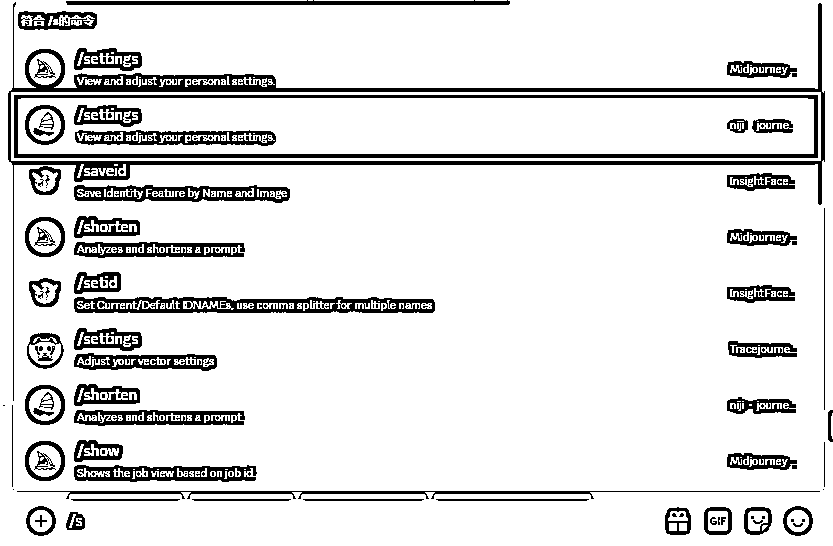 符合 /s的命令
/settings
View and adjust your personal settings.
Midjourney ...
/settings
View and adjust your personal settings.
niji · journe...
/saveid
Save Identity Feature by Name and Image
InsightFace...
/shorten
Analyzes and shortens a prompt.
Midjourney ...
/setid
Set Current/Default IDNAMEs, use comma splitter for multiple names
InsightFace...
/settings
Adjust your vector settings
Tracejourne...
/shorten
Analyzes and shortens a prompt.
niji · journe...
/show
Shows the job view based on job id.
Midjourney ...
/s
GIF